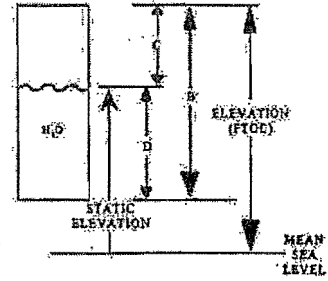 C
B
ELEVATION
(FTOC)
H₂O
D
STATIC
ELEVATION
MEAN
SEA
LEVEL